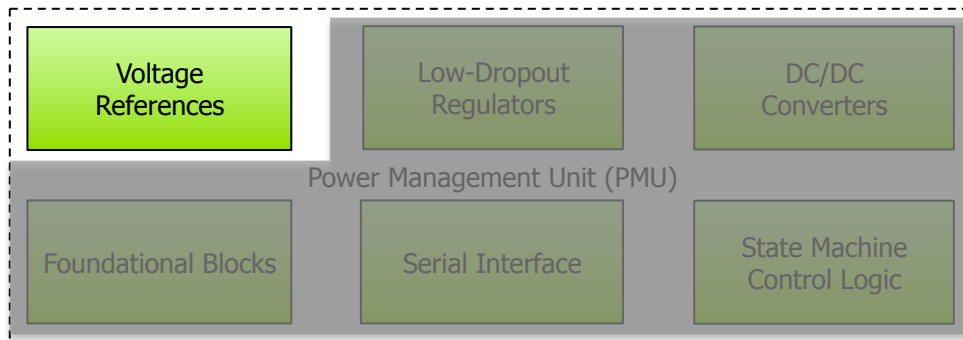 Voltage
References
Low-Dropout
Regulators
DC/DC
Converters
Power Management Unit (PMU)
Foundational Blocks
Serial Interface
State Machine
Control Logic